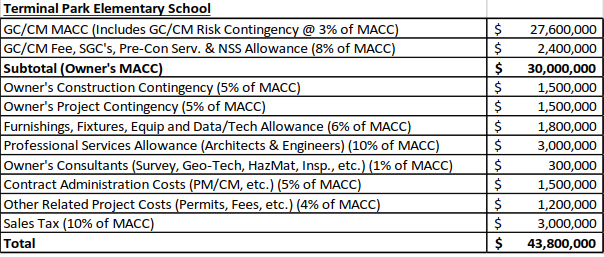 Terminal Park Elementary School
GC/CM MACC (Includes GC/CM Risk Contingency @ 3% of MACC) $ 27,600,000
GC/CM Fee, SGC's, Pre-Con Serv. & NSS Allowance (8% of MACC) $ 2,400,000
Subtotal (Owner's MACC) $ 30,000,000
Owner's Construction Contingency (5% of MACC) $ 1,500,000
Owner's Project Contingency (5% of MACC) $ 1,500,000
Furnishings, Fixtures, Equip and Data/Tech Allowance (6% of MACC) $ 1,800,000
Professional Services Allowance (Architects & Engineers) (10% of MACC) $ 3,000,000
Owner's Consultants (Survey, Geo-Tech, HazMat, Insp., etc.) (1% of MACC) $ 300,000
Contract Administration Costs (PM/CM, etc.) (5% of MACC) $ 1,500,000
Other Related Project Costs (Permits, Fees, etc.) (4% of MACC) $ 1,200,000
Sales Tax (10% of MACC) $ 3,000,000
Total $ 43,800,000